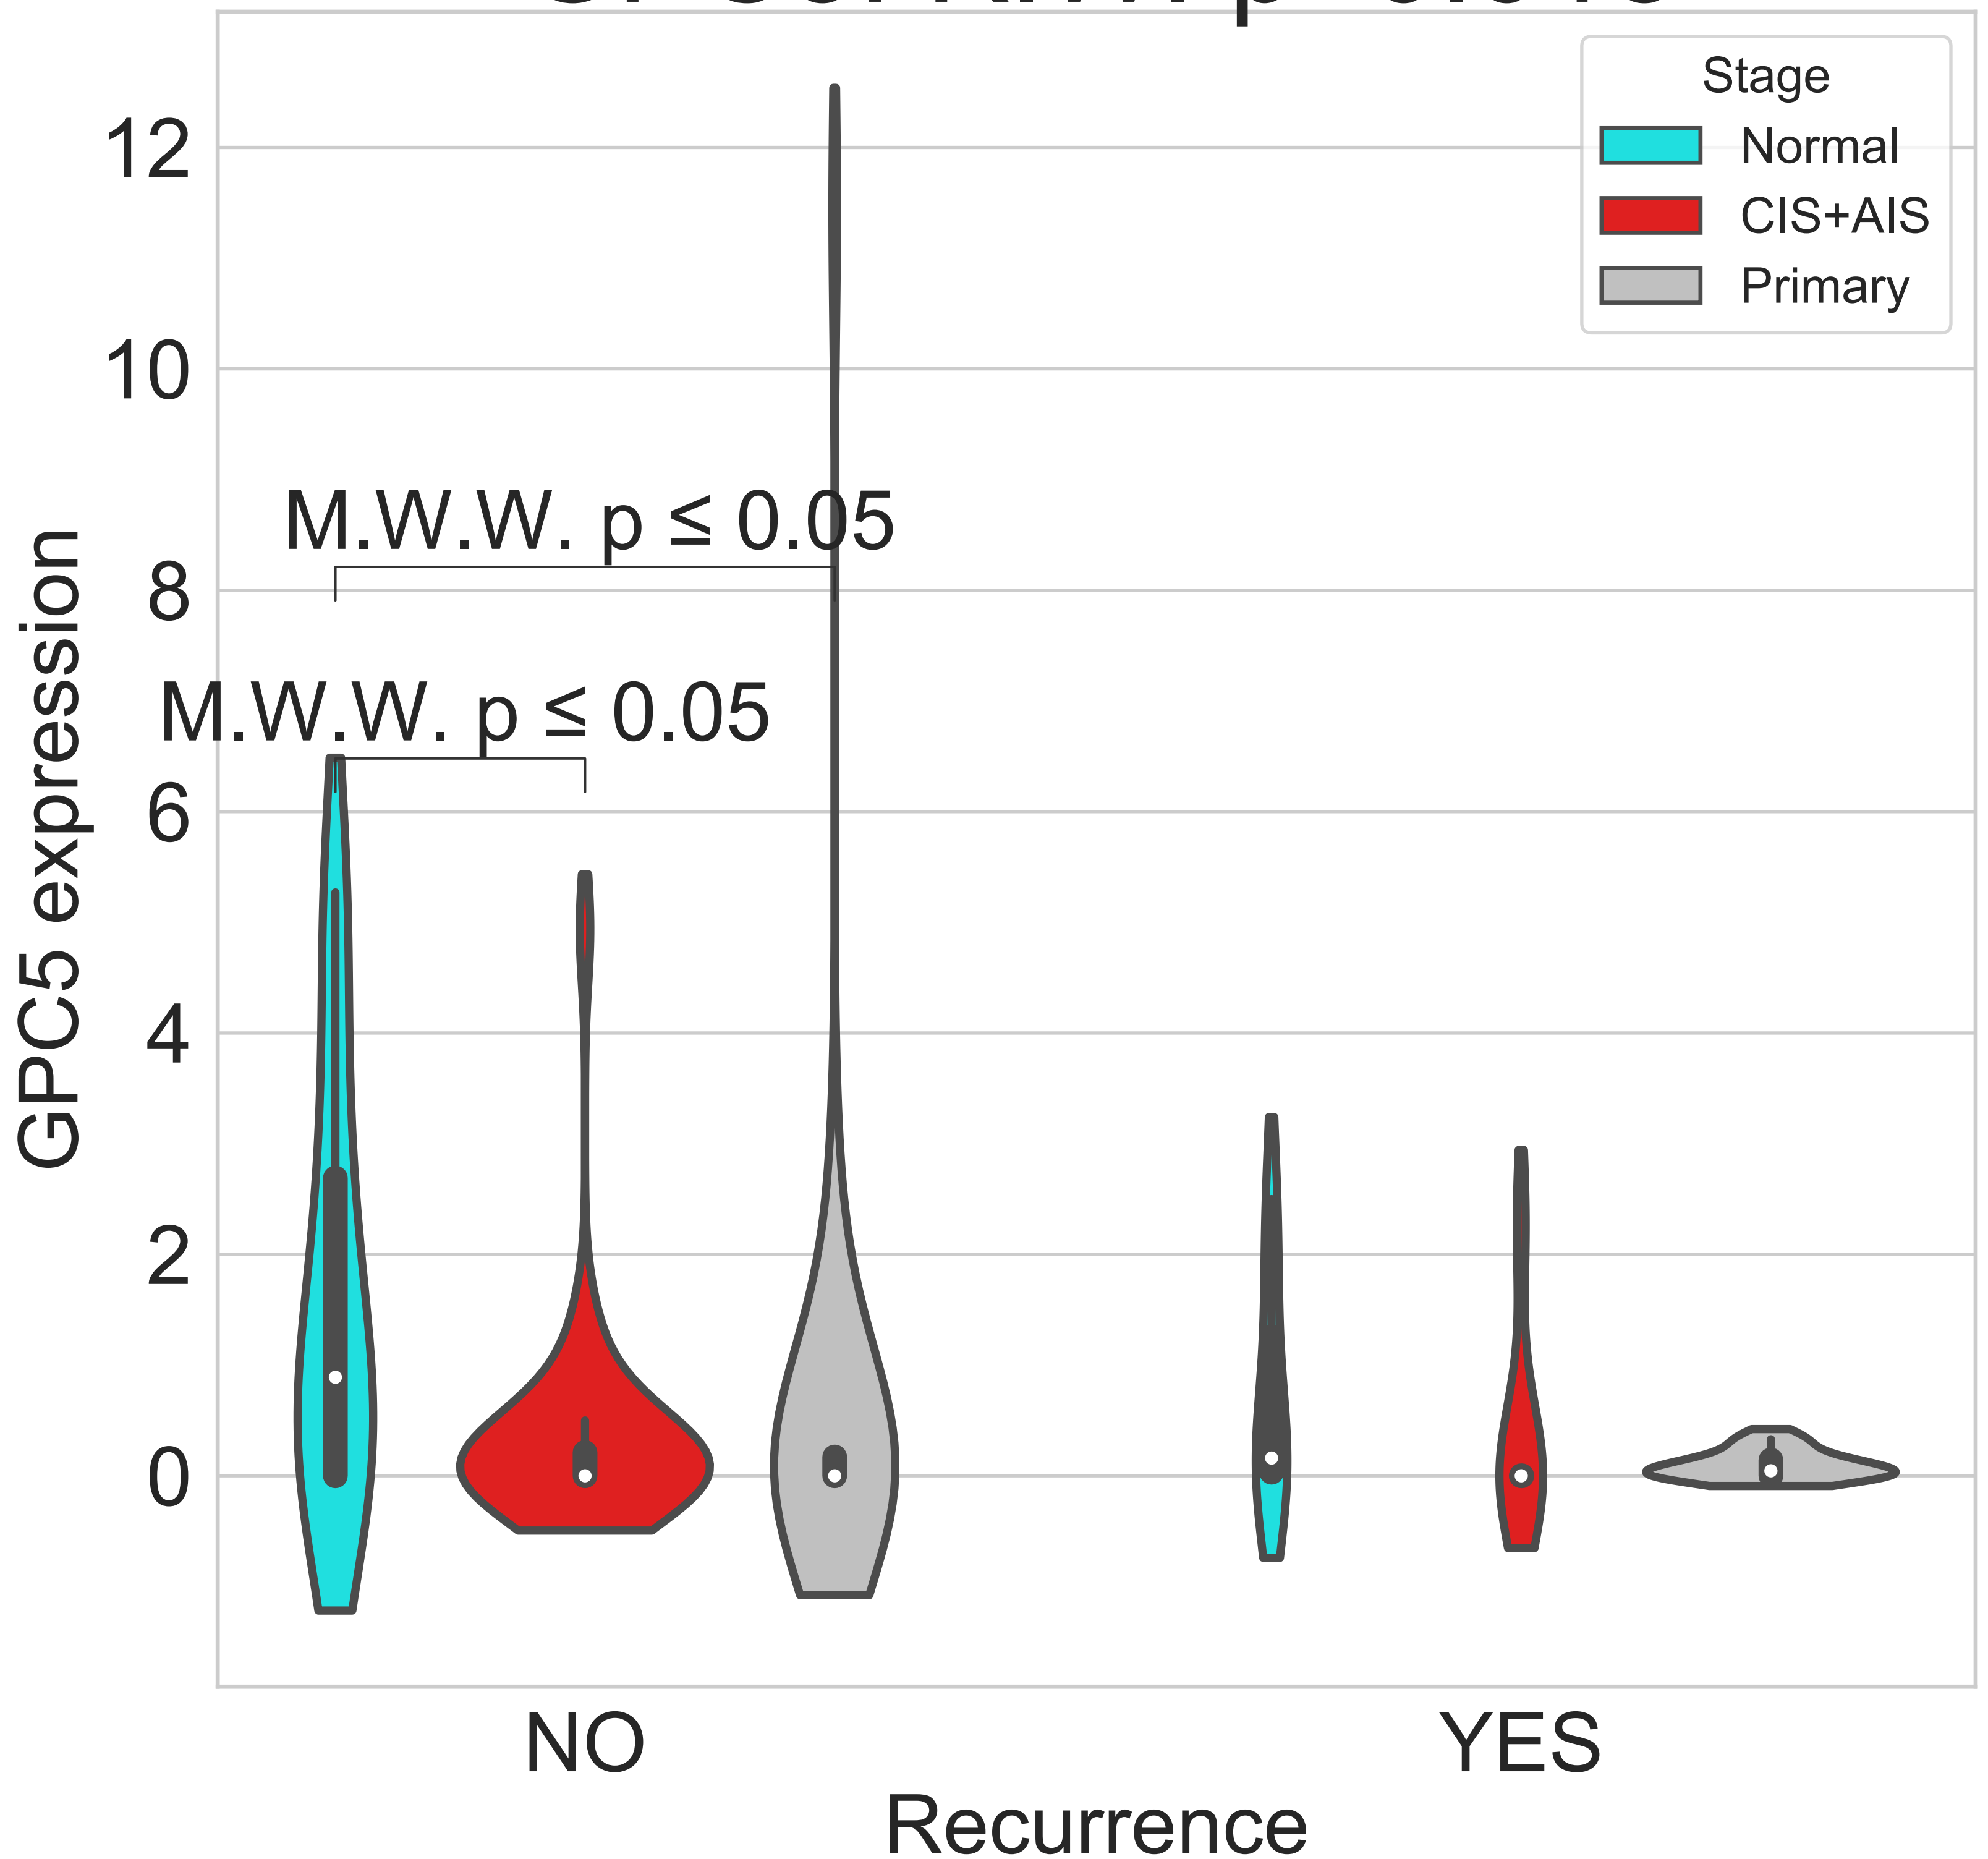 Stage
Normal
CIS+AIS
Primary
12
10
8
6
4
2
0
M.W.W. p ≤ 0.05
M.W.W. p ≤ 0.05
GPC5 expression
NO
YES
Recurrence